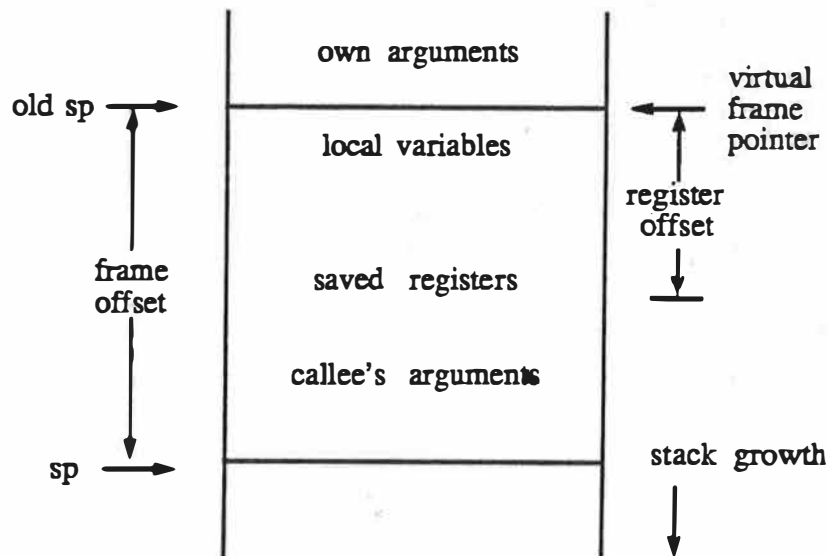 own arguments
old sp
virtual
frame
pointer
local variables
register
offset
frame
offset
saved registers
callee's arguments
sp
stack growth